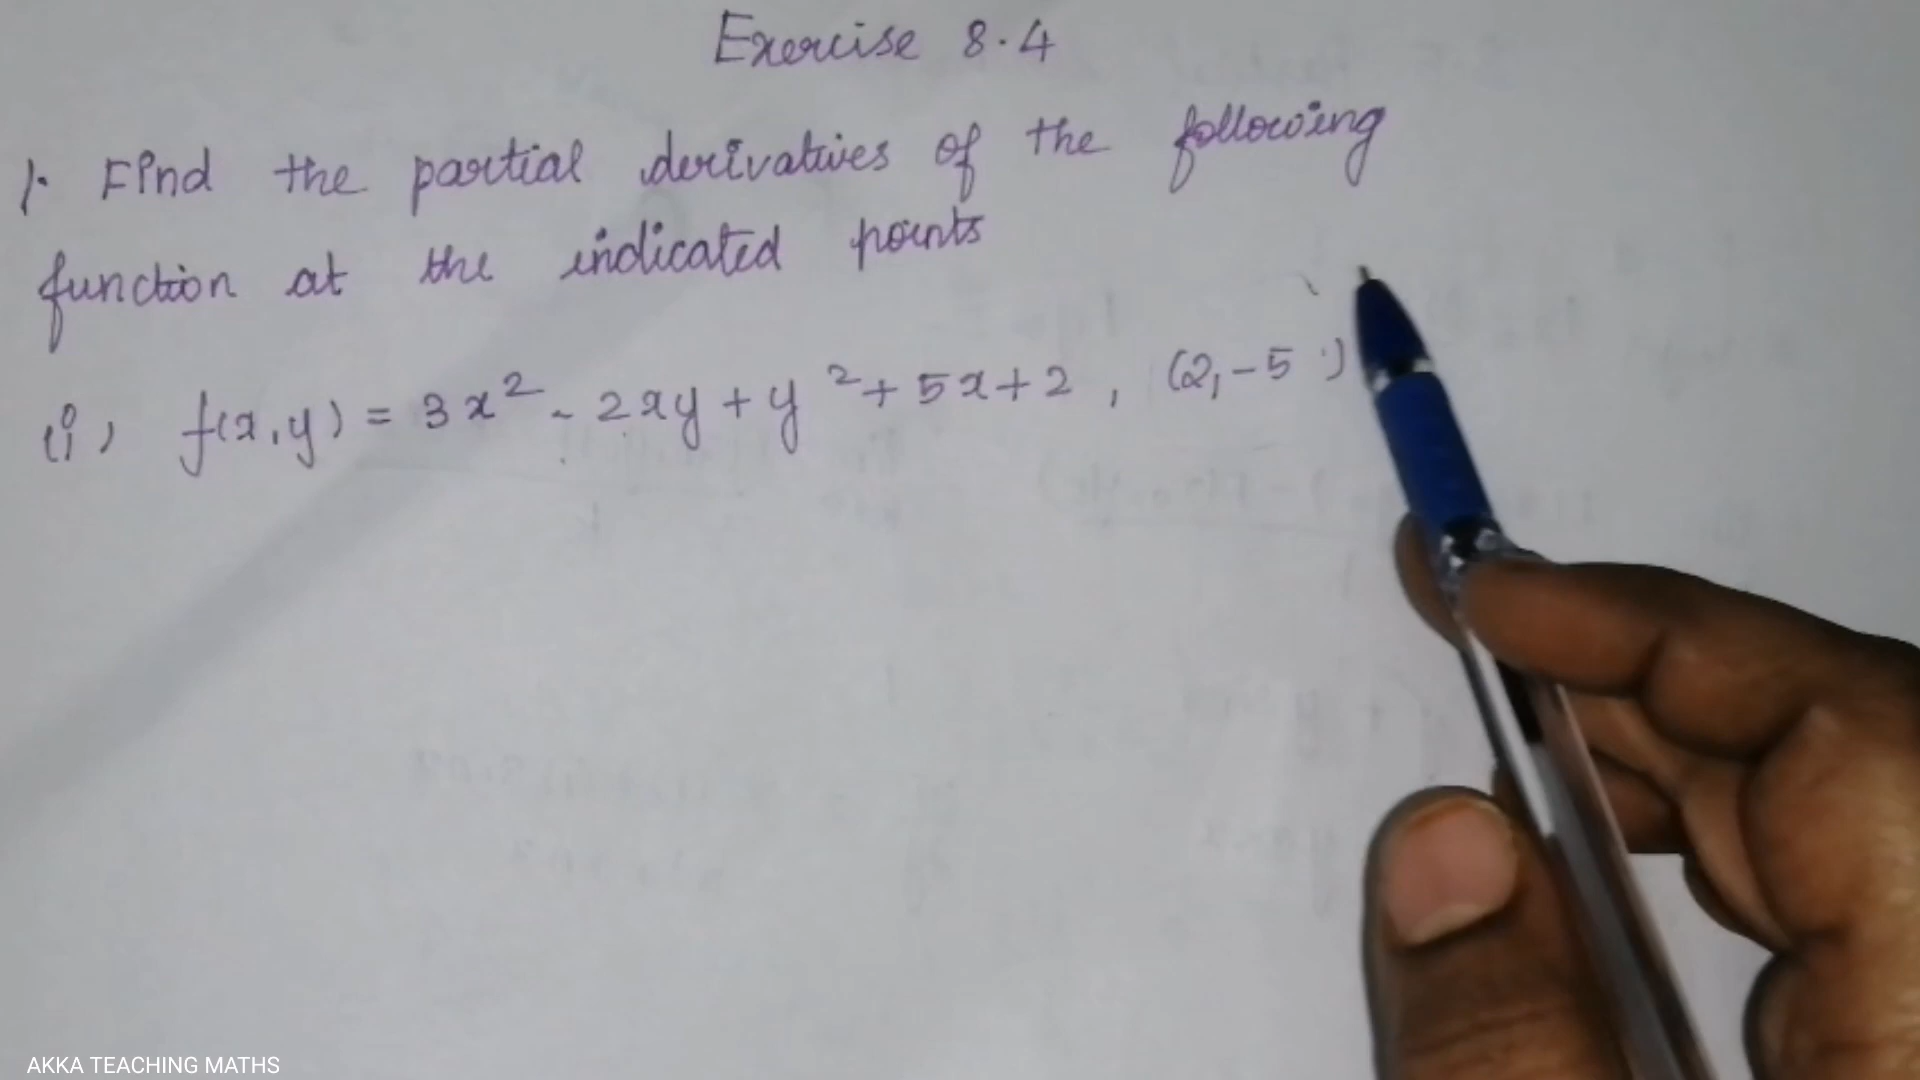 Exercise 8.4
1. Find the partial derivatives of the following
function at the indicated points
(i) f(x,y) = 3x² - 2xy + y² + 5x + 2, (2,-5)
AKKA TEACHING MATHS